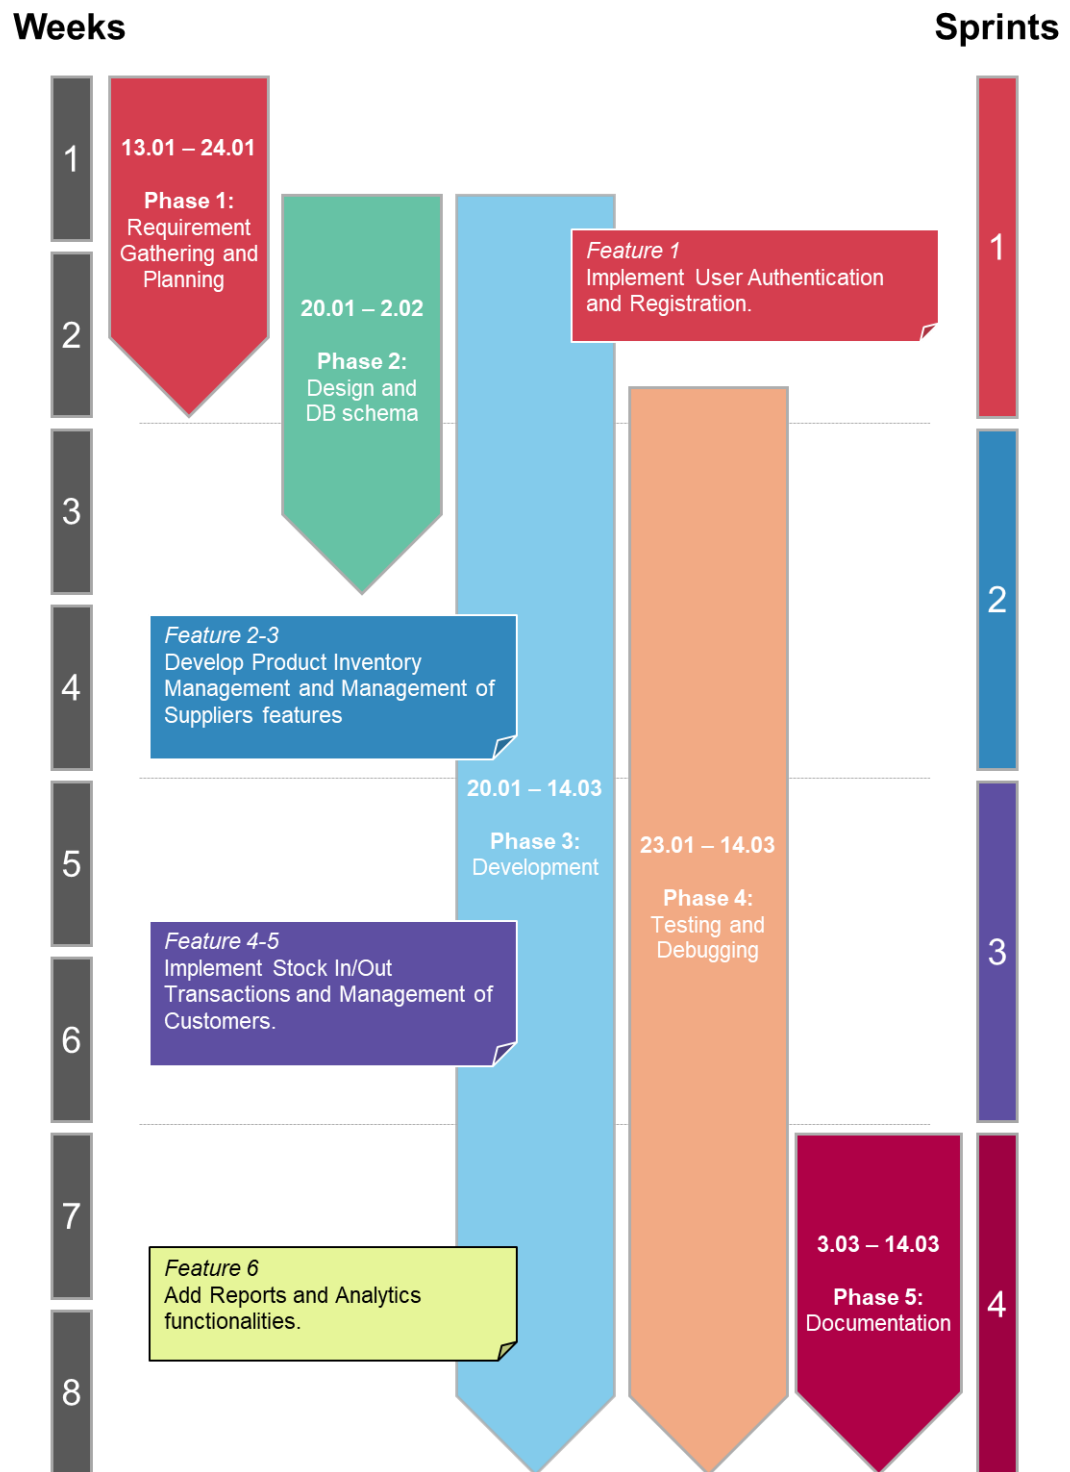 Weeks
Sprints
1
2
3
4
5
6
7
8
13.01 – 24.01
Phase 1:
Requirement
Gathering and
Planning
20.01 – 2.02
Phase 2:
Design and
DB schema
20.01 – 14.03
Phase 3:
Development
23.01 – 14.03
Phase 4:
Testing and
Debugging
3.03 – 14.03
Phase 5:
Documentation
Feature 1
Implement User Authentication
and Registration.
Feature 2-3
Develop Product Inventory
Management and Management of
Suppliers features
Feature 4-5
Implement Stock In/Out
Transactions and Management of
Customers.
Feature 6
Add Reports and Analytics
functionalities.
1
2
3
4